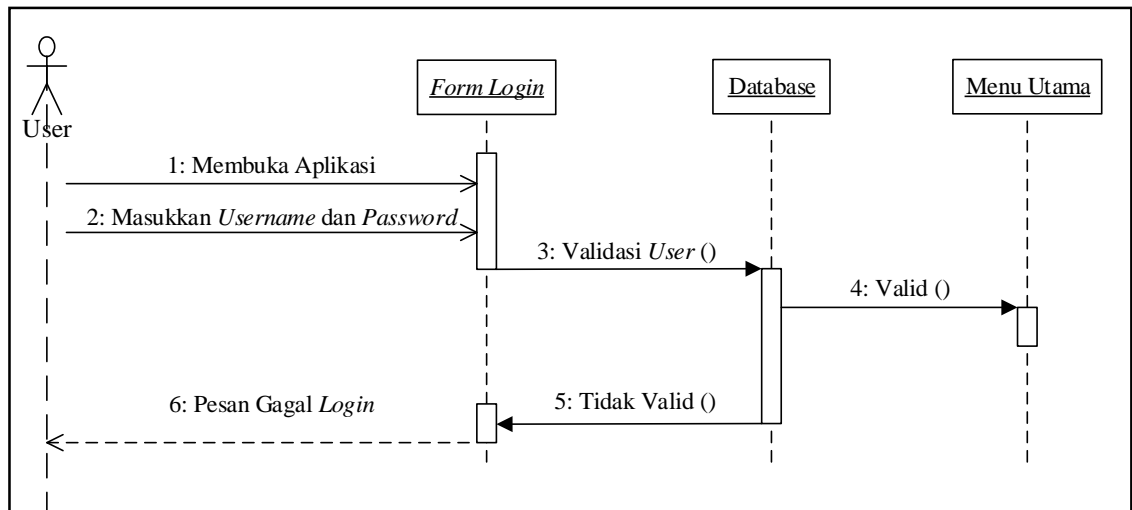 Form Login
Database
Menu Utama
User
1: Membuka Aplikasi
2: Masukkan Username dan Password
3: Validasi User ()
4: Valid ()
5: Tidak Valid ()
6: Pesan Gagal Login